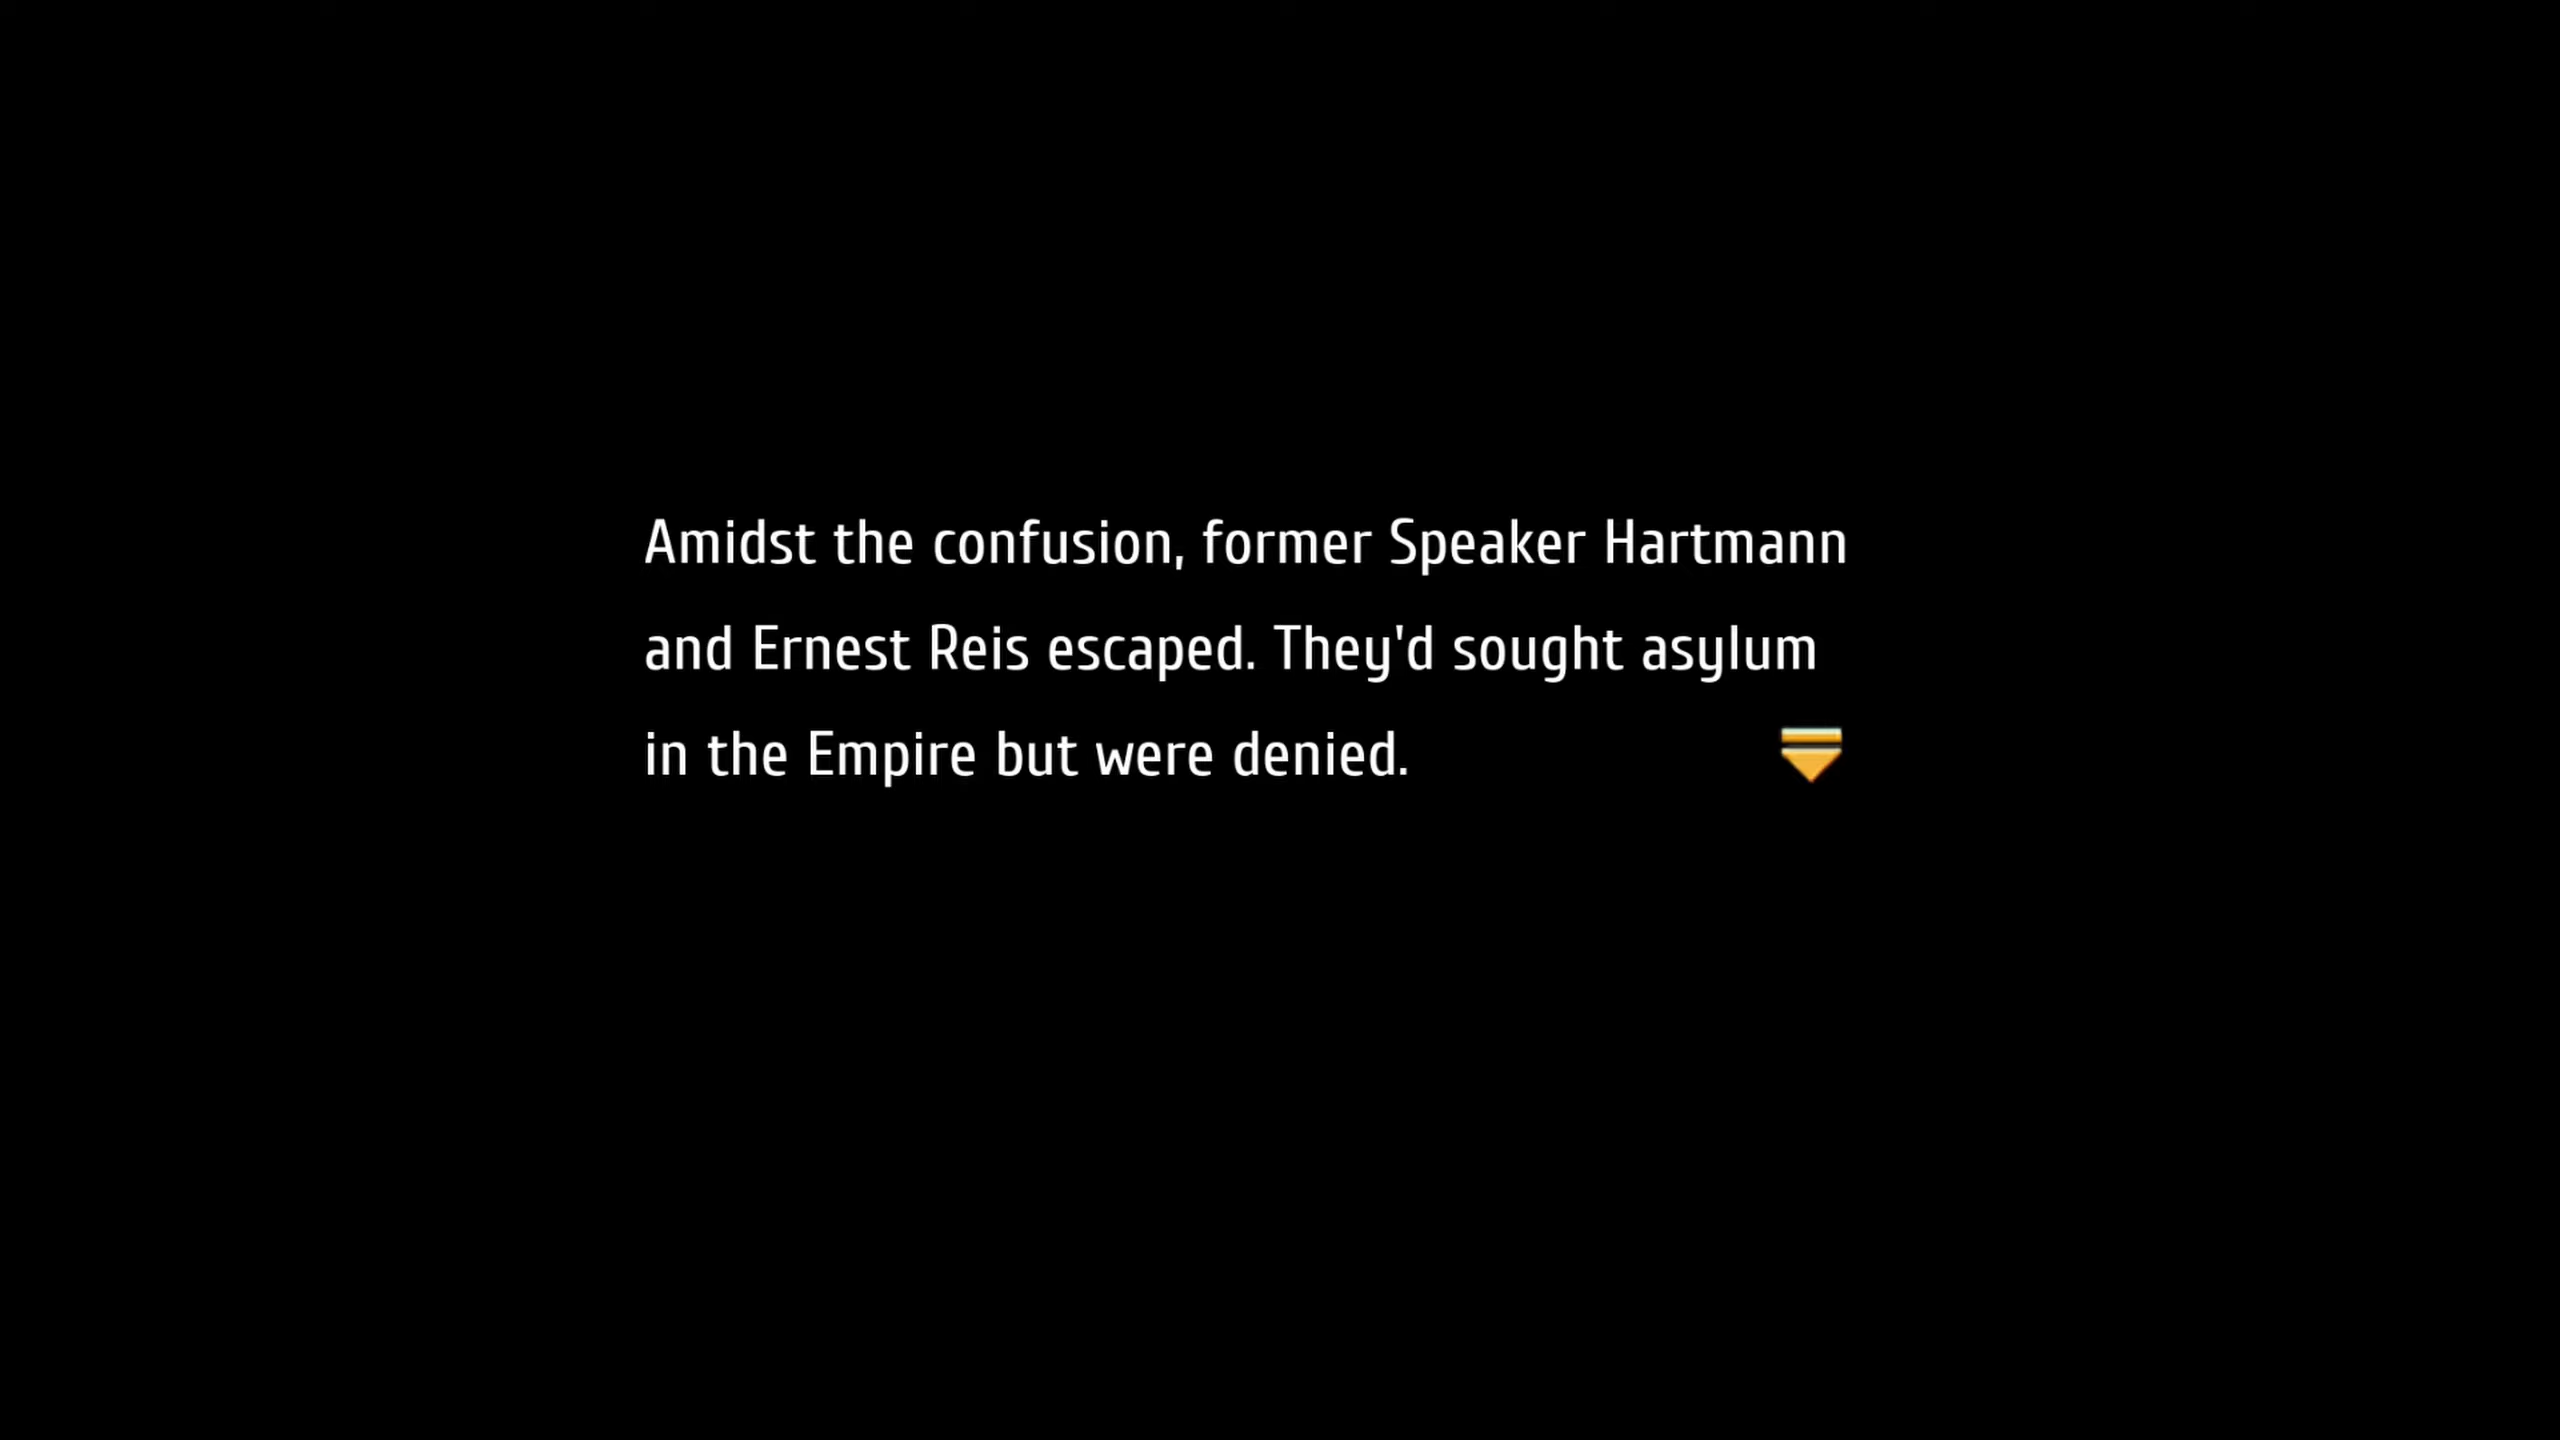 Amidst the confusion, former Speaker Hartmann
and Ernest Reis escaped. They'd sought asylum
in the Empire but were denied.